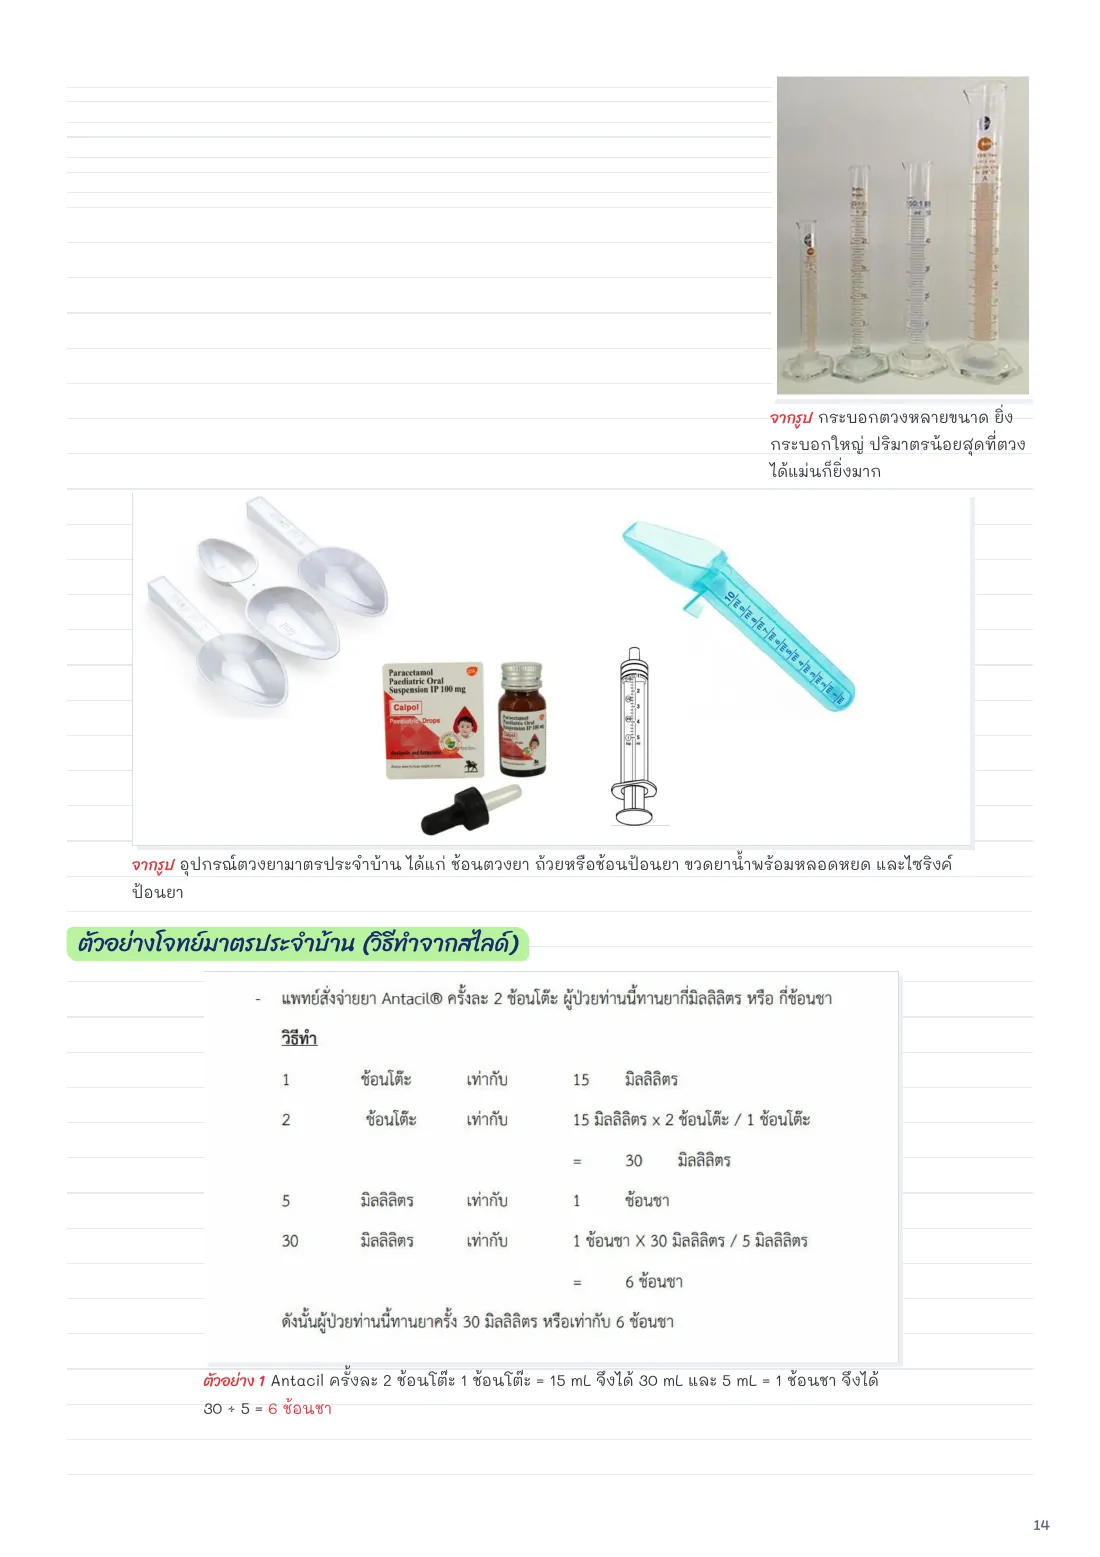 จากรูป กระบอกตวงหลายขนาด ยิ่ง
กระบอกใหญ่ ปริมาตรน้อยสุดที่ตวง
ได้แม่นก็ยิ่งมาก
Paracetamol
Paediatric Oral
Suspension IP 100 mg
Calpol
Paediatric Drops
Paracetamol
Paediatric Oral
Suspension IP 100 mg
Calpol
จากรูป อุปกรณ์ตวงยามาตรประจำบ้าน ได้แก่ ช้อนตวงยา ถ้วยหรือช้อนป้อนยา ขวดยาน้ำพร้อมหลอดหยด และไซริงค์
ป้อนยา
ตัวอย่างโจทย์มาตรประจำบ้าน (วิธีทำจากสไลด์)
- แพทย์สั่งจ่ายยา Antacil® ครั้งละ 2 ช้อนโต๊ะ ผู้ป่วยท่านนี้ทานยากี่มิลลิลิตร หรือ กี่ช้อนชา
วิธีทำ
1 ช้อนโต๊ะ เท่ากับ 15 มิลลิลิตร
2 ช้อนโต๊ะ เท่ากับ 15 มิลลิลิตร x 2 ช้อนโต๊ะ / 1 ช้อนโต๊ะ
= 30 มิลลิลิตร
5 มิลลิลิตร เท่ากับ 1 ช้อนชา
30 มิลลิลิตร เท่ากับ 1 ช้อนชา X 30 มิลลิลิตร / 5 มิลลิลิตร
= 6 ช้อนชา
ดังนั้นผู้ป่วยท่านนี้ทานยาครั้ง 30 มิลลิลิตร หรือเท่ากับ 6 ช้อนชา
ตัวอย่าง 1 Antacil ครั้งละ 2 ช้อนโต๊ะ 1 ช้อนโต๊ะ = 15 mL จึงได้ 30 mL และ 5 mL = 1 ช้อนชา จึงได้
30 ÷ 5 = 6 ช้อนชา
14